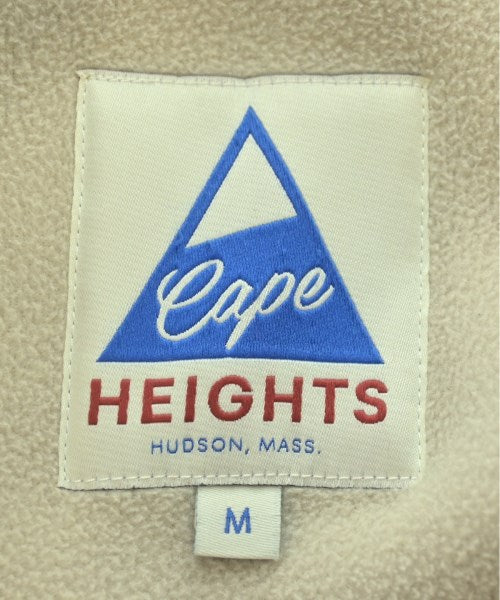 Cape
HEIGHTS
HUDSON, MASS.
M